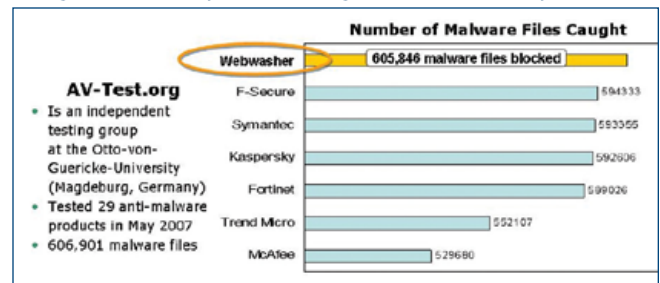 Number of Malware Files Caught
Webwasher
605,846 malware files blocked
AV-Test.org
• Is an independent
testing group
at the Otto-von-
Guericke-University
(Magdeburg, Germany)
• Tested 29 anti-malware
products in May 2007
• 606,901 malware files
F-Secure 594333
Symantec 593355
Kaspersky 592606
Fortinet
Trend Micro 552107
McAfee 529680